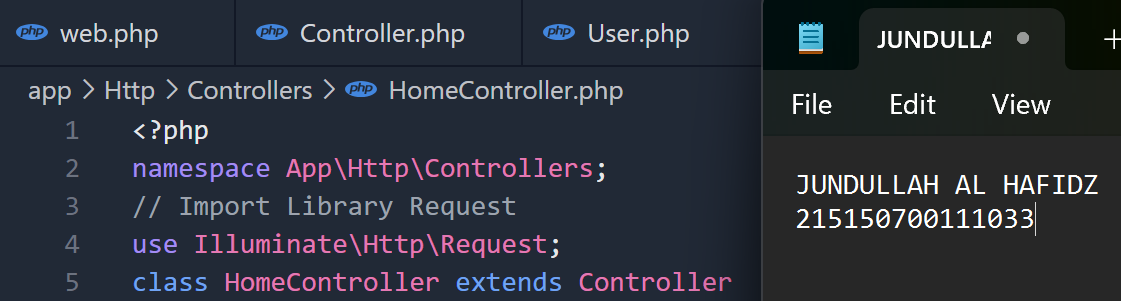 php web.php php Controller.php php User.php
app > Http > Controllers > php HomeController.php
1 <?php
2 namespace App\Http\Controllers;
3 // Import Library Request
4 use Illuminate\Http\Request;
5 class HomeController extends Controller
JUNDULLA
File Edit View
JUNDULLAH AL HAFIDZ
215150700111033